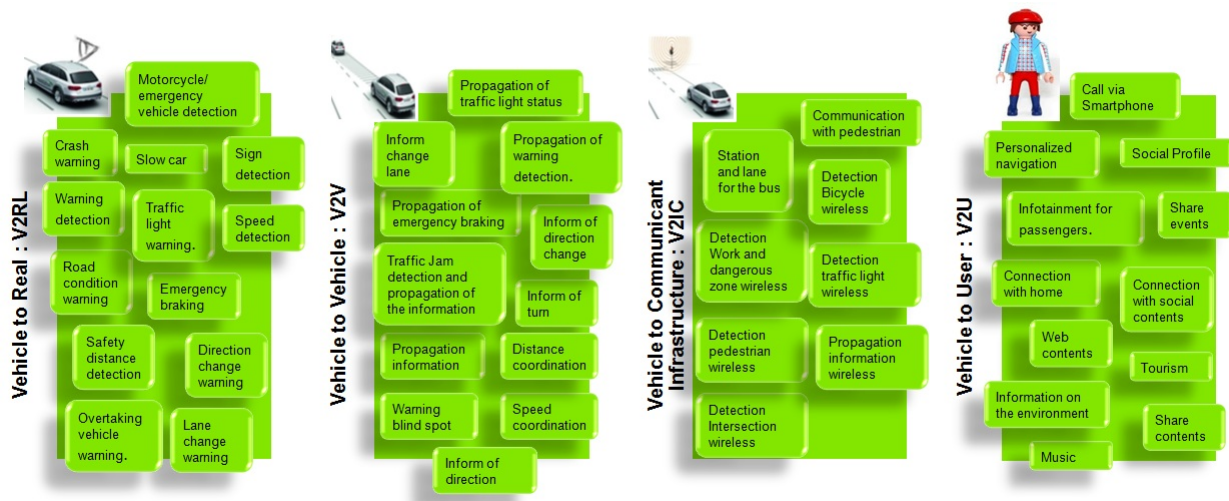 Vehicle to Real : V2RL
Motorcycle/
emergency
vehicle detection
Crash
warning
Slow car
Sign
detection
Warning
detection
Traffic
light
warning.
Speed
detection
Road
condition
warning
Emergency
braking
Safety
distance
detection
Direction
change
warning
Overtaking
vehicle
warning.
Lane
change
warning
Vehicle to Vehicle : V2V
Propagation of
traffic light status
Inform
change
lane
Propagation of
warning
detection.
Propagation of
emergency braking
Inform of
direction
change
Traffic Jam
detection and
propagation of
the information
Inform of
turn
Propagation
information
Distance
coordination
Warning
blind spot
Speed
coordination
Inform of
direction
Vehicle to Communicant
Infrastructure : V2IC
Communication
with pedestrian
Station
and lane
for the bus
Detection
Bicycle
wireless
Detection
Work and
dangerous
zone wireless
Detection
traffic light
wireless
Detection
pedestrian
wireless
Propagation
information
wireless
Detection
Intersection
wireless
Vehicle to User : V2U
Call via
Smartphone
Personalized
navigation
Social Profile
Infotainment for
passengers.
Share
events
Connection
with home
Connection
with social
contents
Web
contents
Tourism
Information on
the environment
Share
contents
Music